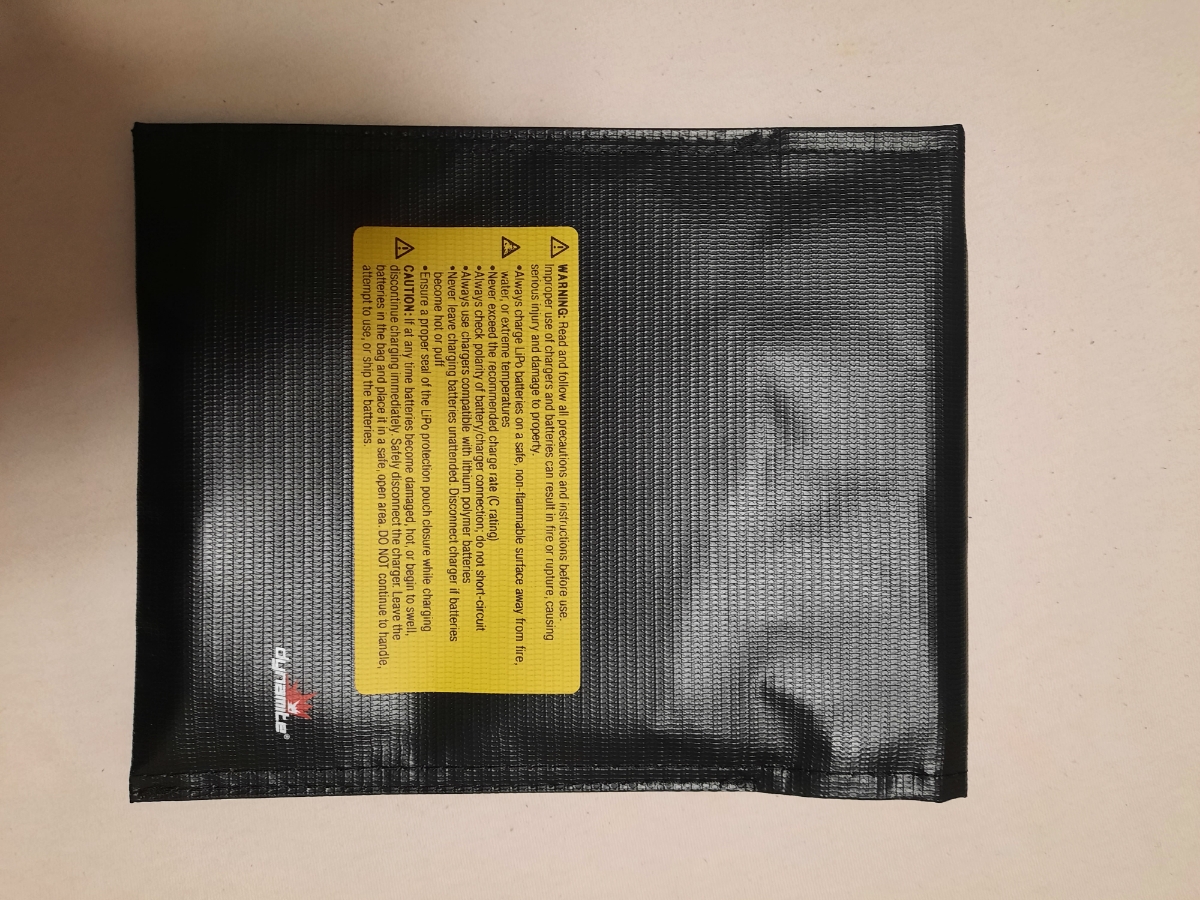 WARNING: Read and follow all precautions and instructions before use.
Improper use of chargers and batteries can result in fire or rupture, causing
serious injury and damage to property.
•Always charge LiPo batteries on a safe, non-flammable surface away from fire,
water, or extreme temperatures
•Never exceed the recommended charge rate (C rating)
•Always check polarity of battery/charger connection; do not short-circuit
•Always use chargers compatible with lithium polymer batteries
•Never leave charging batteries unattended. Disconnect charger if batteries
become hot or puff
•Ensure a proper seal of the LiPo protection pouch closure while charging
CAUTION: If at any time batteries become damaged, hot, or begin to swell,
discontinue charging immediately. Safely disconnect the charger. Leave the
batteries in the bag and place it in a safe, open area. DO NOT continue to handle,
attempt to use, or ship the batteries.
dynamite®